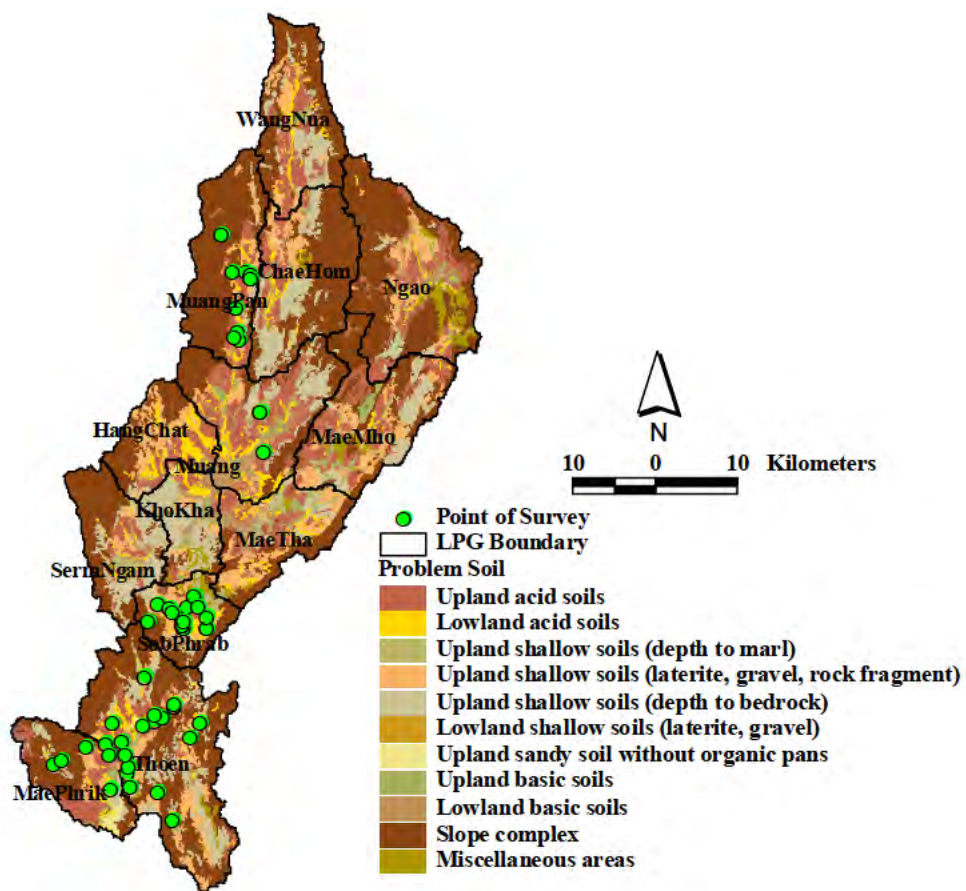 WangNua
ChaeHom
Ngao
MuangPan
HangChat
MaeMho
Muang
KhoKha
MaeTha
SermNgam
SobPhrab
Thoen
MaePhrik
N
10 0 10 Kilometers
Point of Survey
LPG Boundary
Problem Soil
Upland acid soils
Lowland acid soils
Upland shallow soils (depth to marl)
Upland shallow soils (laterite, gravel, rock fragment)
Upland shallow soils (depth to bedrock)
Lowland shallow soils (laterite, gravel)
Upland sandy soil without organic pans
Upland basic soils
Lowland basic soils
Slope complex
Miscellaneous areas